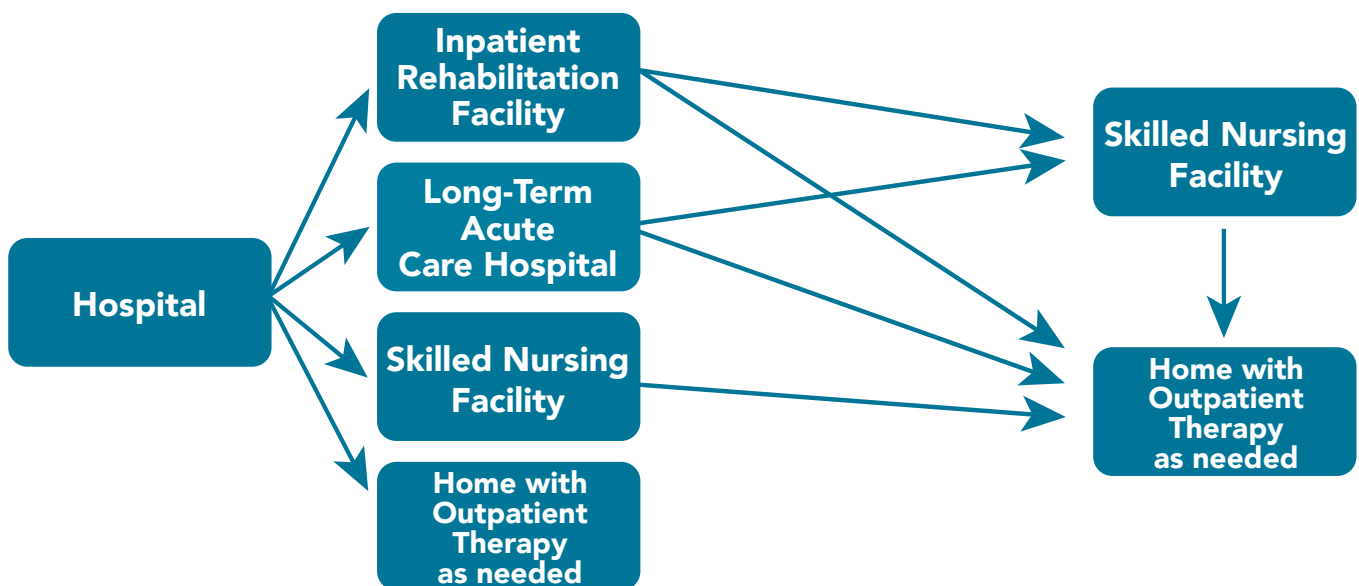 Hospital
Inpatient
Rehabilitation
Facility
Long-Term
Acute
Care Hospital
Skilled Nursing
Facility
Home with
Outpatient
Therapy
as needed
Skilled Nursing
Facility
Home with
Outpatient
Therapy
as needed